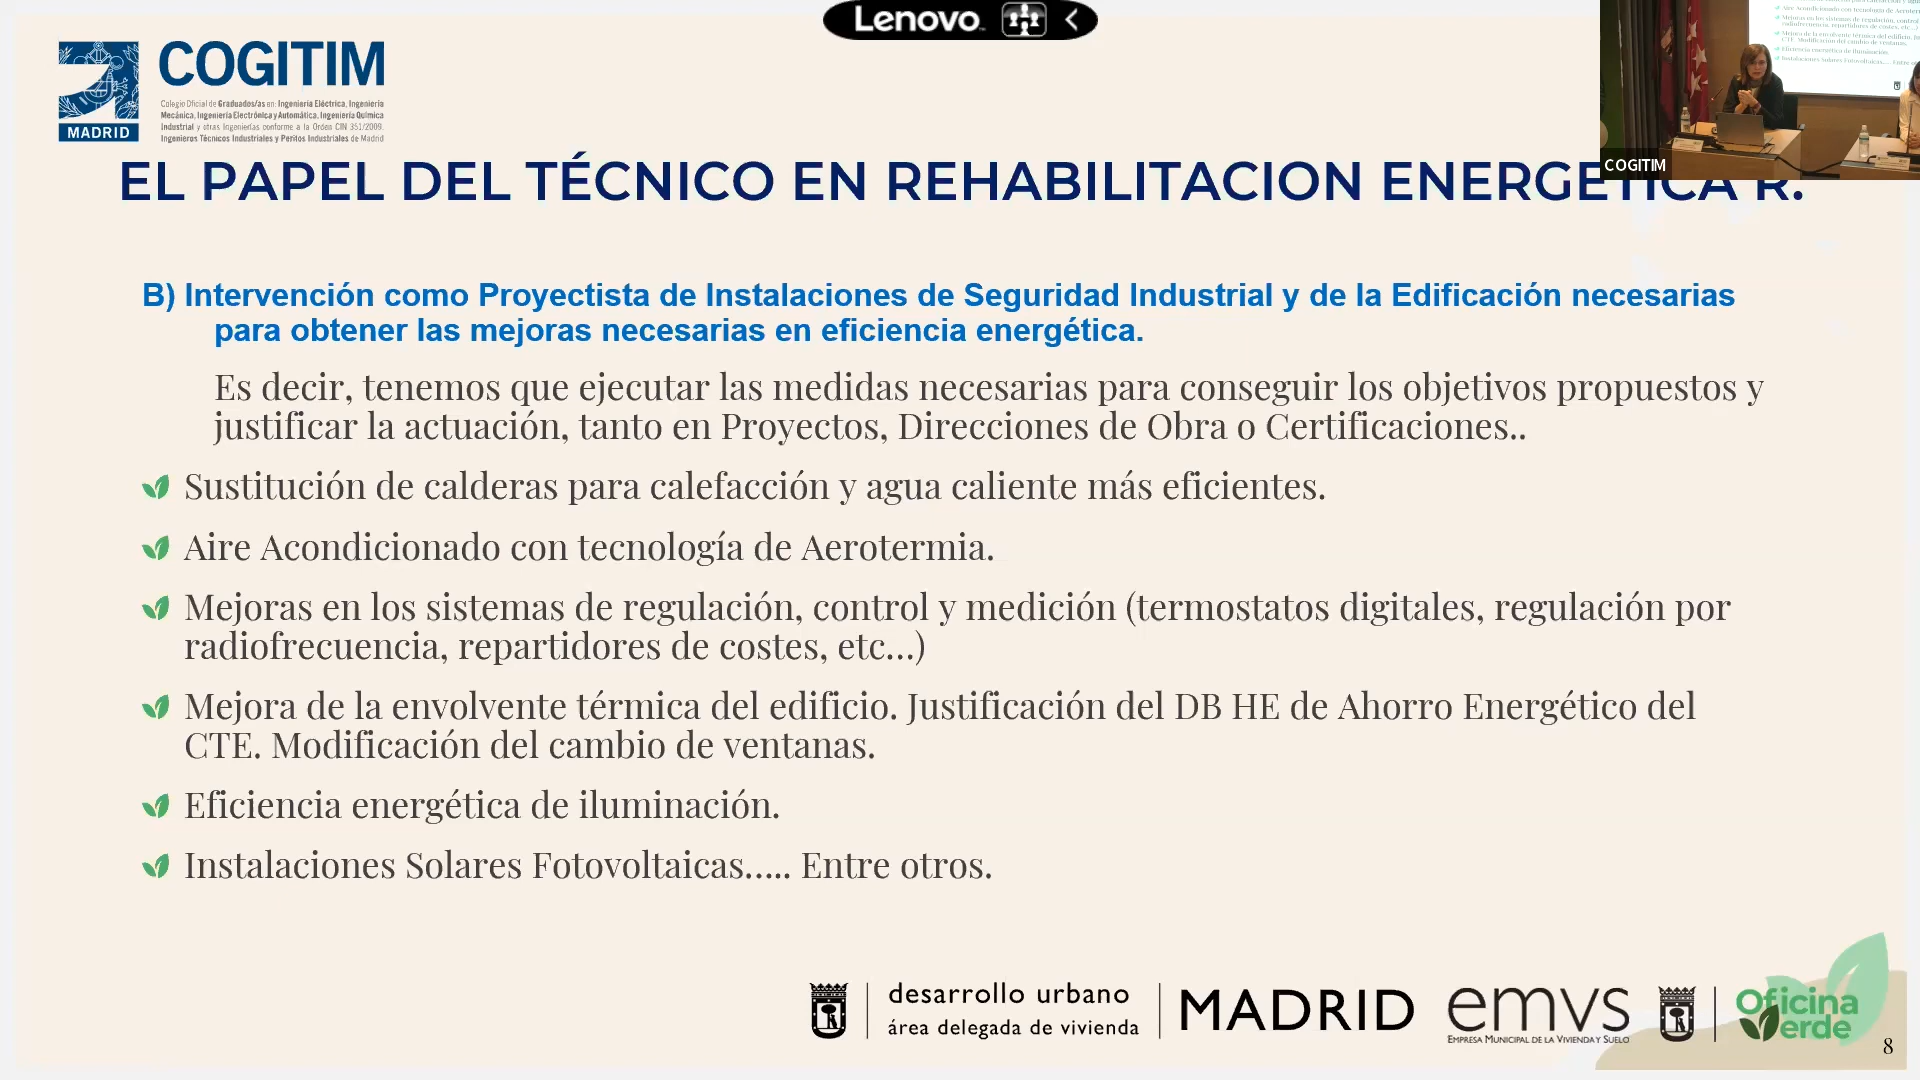 Lenovo
COGITIM
Colegio Oficial de Graduados/as en: Ingeniería Eléctrica, Ingeniería
Mecánica, Ingeniería Electrónica y Automática, Ingeniería Química
Industrial y otras Ingenierías conforme a la Orden CIN 351/2009.
Ingenieros Técnicos Industriales y Peritos Industriales de Madrid
MADRID
COGITIM
EL PAPEL DEL TÉCNICO EN REHABILITACION ENERGETICA R.
B) Intervención como Proyectista de Instalaciones de Seguridad Industrial y de la Edificación necesarias
para obtener las mejoras necesarias en eficiencia energética.
Es decir, tenemos que ejecutar las medidas necesarias para conseguir los objetivos propuestos y
justificar la actuación, tanto en Proyectos, Direcciones de Obra o Certificaciones..
Sustitución de calderas para calefacción y agua caliente más eficientes.
Aire Acondicionado con tecnología de Aerotermia.
Mejoras en los sistemas de regulación, control y medición (termostatos digitales, regulación por
radiofrecuencia, repartidores de costes, etc...)
Mejora de la envolvente térmica del edificio. Justificación del DB HE de Ahorro Energético del
CTE. Modificación del cambio de ventanas.
Eficiencia energética de iluminación.
Instalaciones Solares Fotovoltaicas..... Entre otros.
desarrollo urbano
área delegada de vivienda
MADRID
emvs
EMPRESA MUNICIPAL DE LA VIVIENDA Y SUELO
Oficina
Verde
8